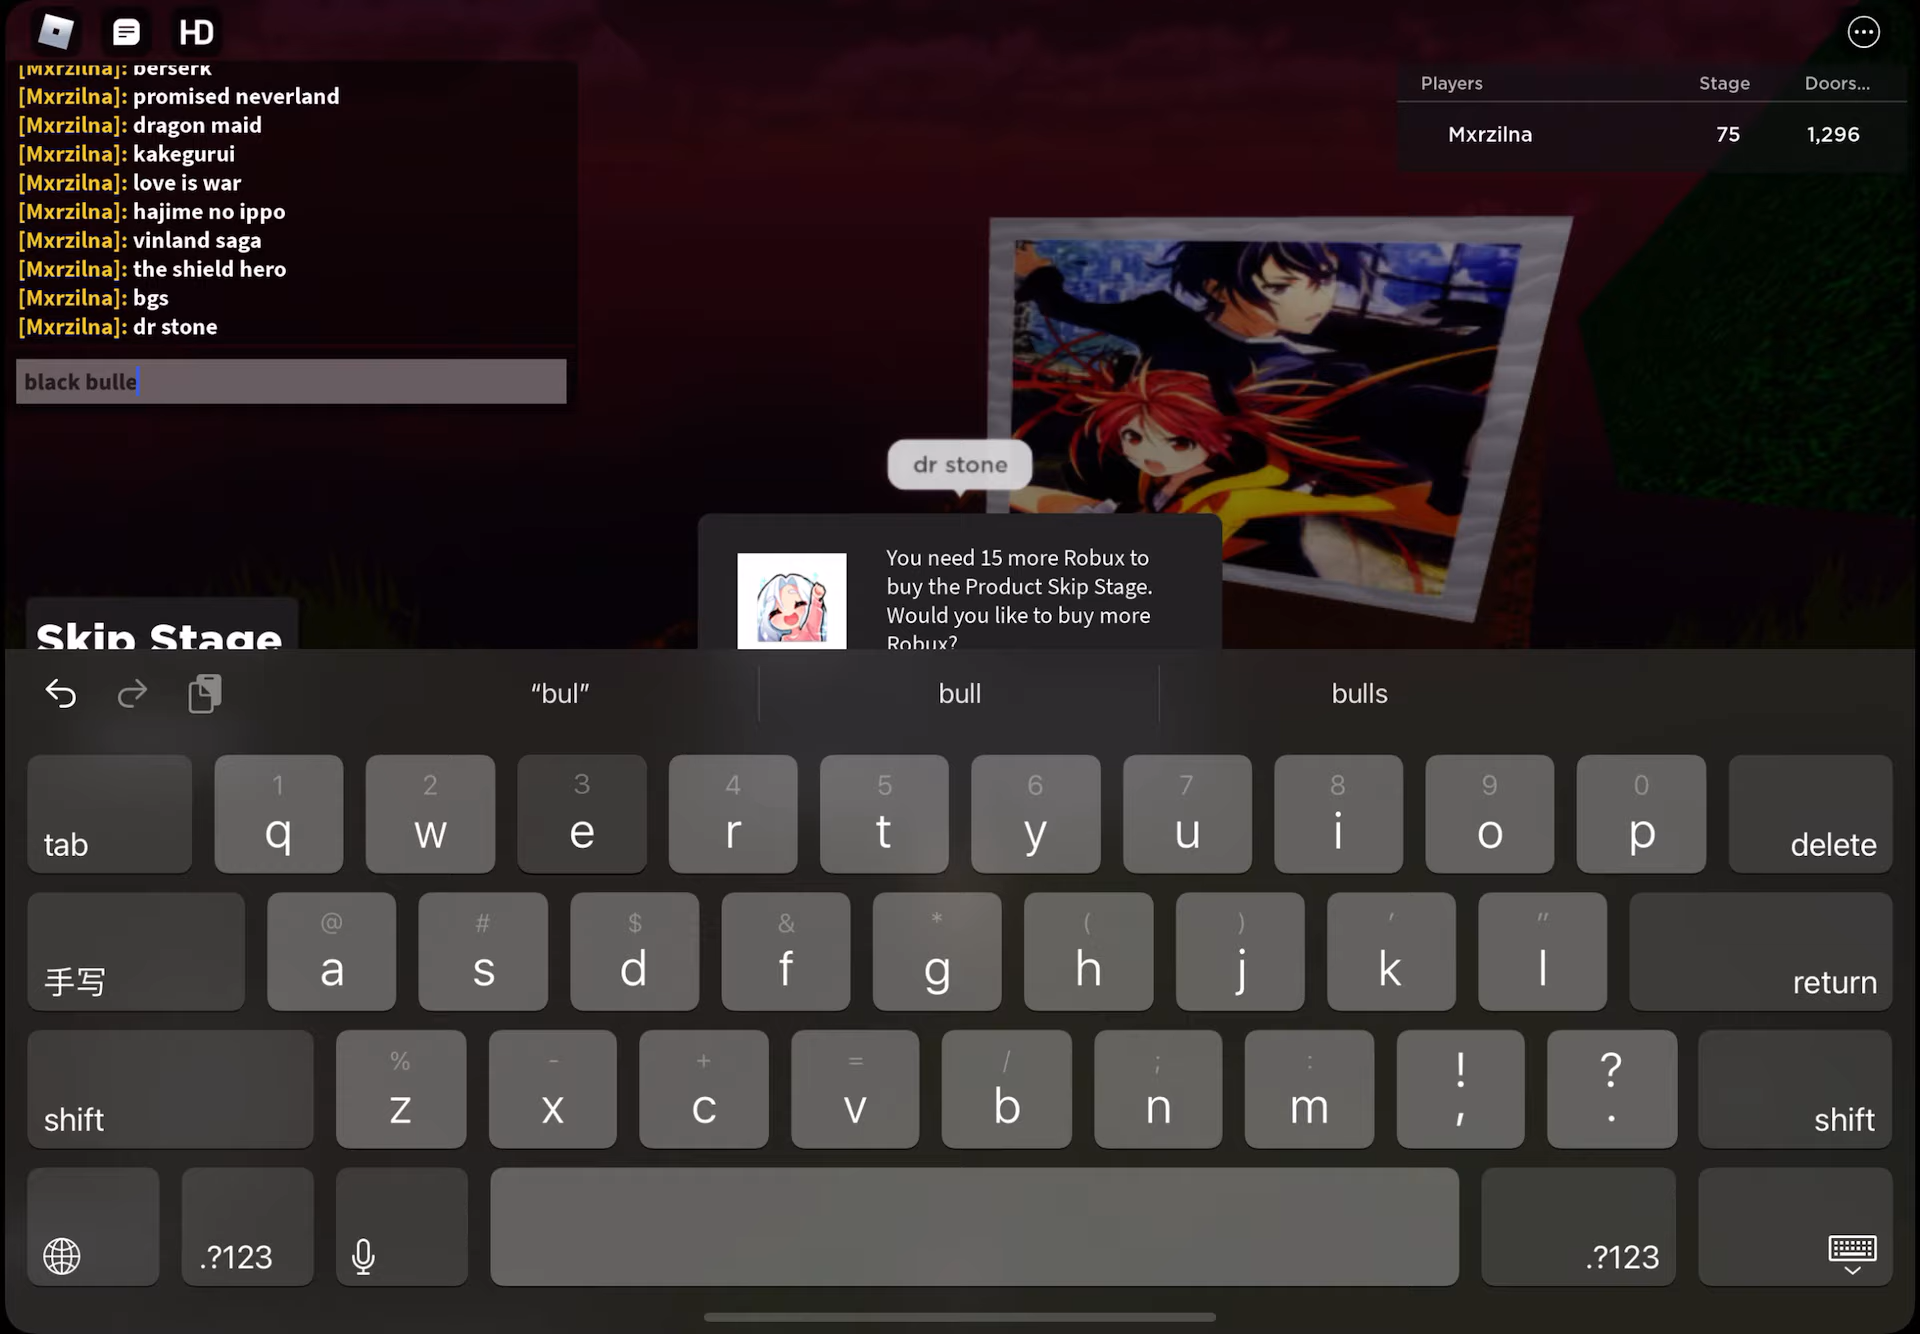 HD
[Mxrzilna]: berserk
[Mxrzilna]: promised neverland
[Mxrzilna]: dragon maid
[Mxrzilna]: kakegurui
[Mxrzilna]: love is war
[Mxrzilna]: hajime no ippo
[Mxrzilna]: vinland saga
[Mxrzilna]: the shield hero
[Mxrzilna]: bgs
[Mxrzilna]: dr stone
black bulle
Players Stage Doors...
Mxrzilna 75 1,296
dr stone
You need 15 more Robux to
buy the Product Skip Stage.
Would you like to buy more
Robux?
Skip Stage
“bul” bull bulls
1 2 3 4 5 6 7 8 9 0
tab q w e r t y u i o p delete
@ # $ & * ( ) ' "
手写 a s d f g h j k l return
% - + = / ; : ! ?
shift z x c v b n m , . shift
.?123 .?123